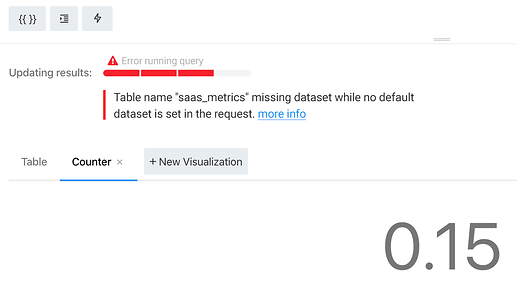 {{ }}
Error running query
Updating results:
Table name "saas_metrics" missing dataset while no default
dataset is set in the request. more info
Table Counter × + New Visualization
0.15